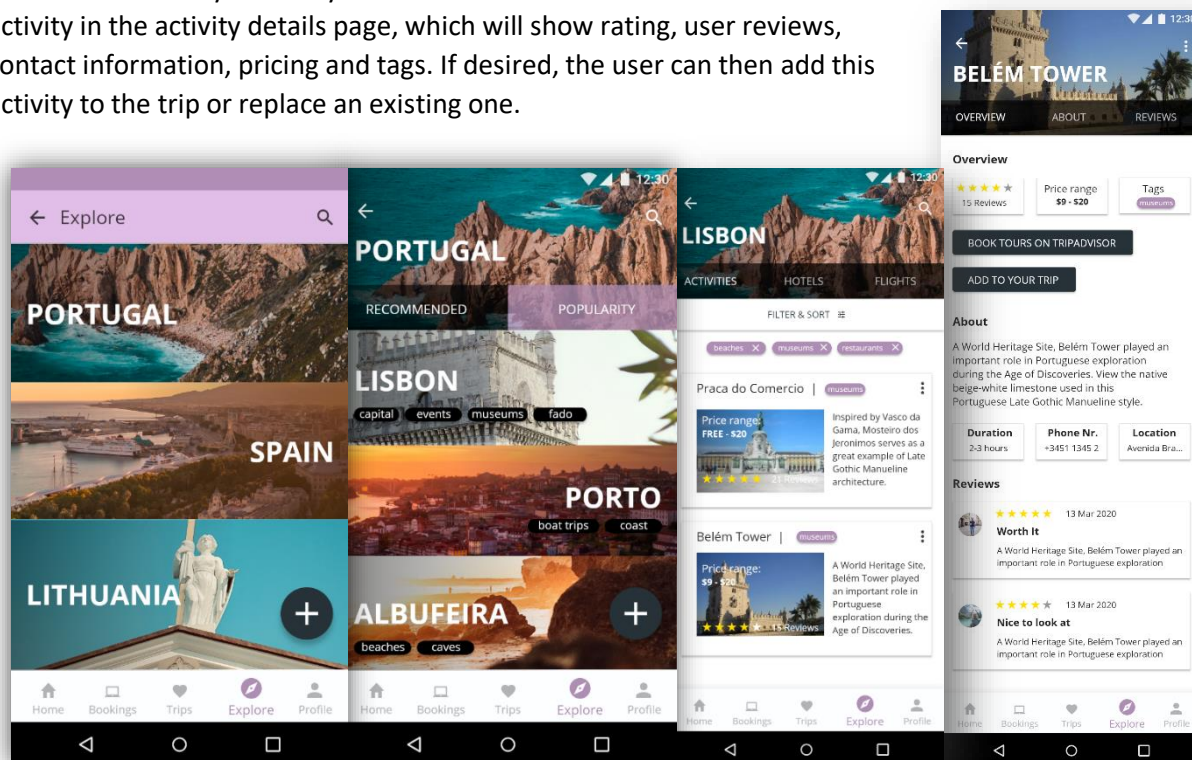 ctivity in the activity details page, which will show rating, user reviews,
ontact information, pricing and tags. If desired, the user can then add this
ctivity to the trip or replace an existing one.
Explore
PORTUGAL
SPAIN
LITHUANIA
Home Bookings Trips Explore Profile
12:30
PORTUGAL
RECOMMENDED POPULARITY
LISBON
capital events museums fado
PORTO
boat trips coast
ALBUFEIRA
beaches caves
Home Bookings Trips Explore Profile
12:30
LISBON
ACTIVITIES HOTELS FLIGHTS
FILTER & SORT
beaches X museums X restaurants X
Praca do Comercio | museums
Price range:
FREE - $20
21 Reviews
Inspired by Vasco da
Gama, Mosteiro dos
Jeronimos serves as a
great example of Late
Gothic Manueline
architecture.
Belém Tower | museums
Price range:
$9 - $20
15 Reviews
A World Heritage Site,
Belém Tower played
an important role in
Portuguese
exploration during the
Age of Discoveries.
Home Bookings Trips Explore Profile
12:30
BELÉM TOWER
OVERVIEW ABOUT REVIEWS
Overview
15 Reviews
Price range
$9 - $20
Tags
museums
BOOK TOURS ON TRIPADVISOR
ADD TO YOUR TRIP
About
A World Heritage Site, Belém Tower played an
important role in Portuguese exploration
during the Age of Discoveries. View the native
beige-white limestone used in this
Portuguese Late Gothic Manueline style.
Duration
2-3 hours
Phone Nr.
+3451 1345 2
Location
Avenida Bra...
Reviews
13 Mar 2020
Worth It
A World Heritage Site, Belém Tower played an
important role in Portuguese exploration
13 Mar 2020
Nice to look at
A World Heritage Site, Belém Tower played an
important role in Portuguese exploration
Home Bookings Trips Explore Profile